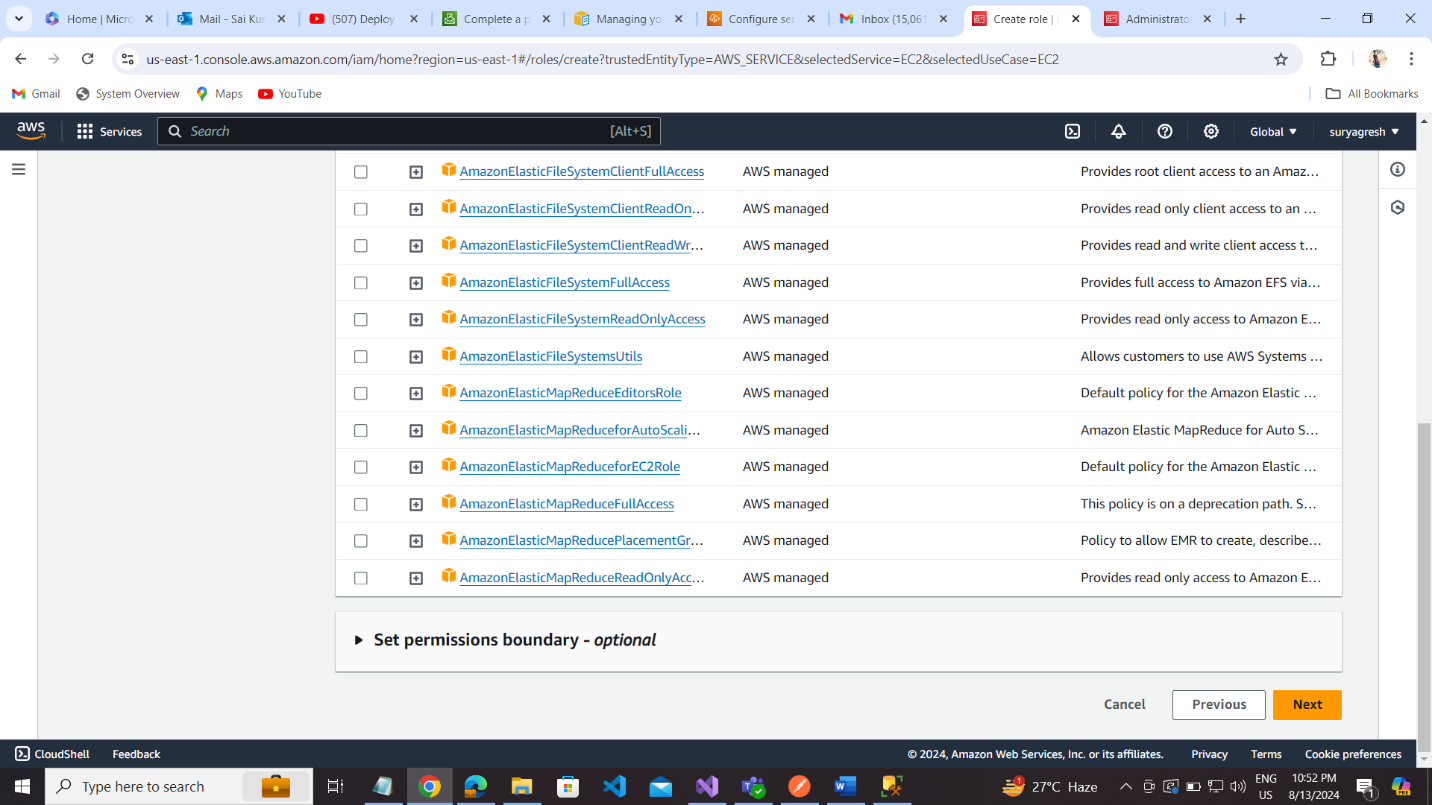 Home | Micro
Mail - Sai Kun
(507) Deploy
Complete a p
Managing you
Configure ser
Inbox (15,061
Create role | I
Administrato
us-east-1.console.aws.amazon.com/iam/home?region=us-east-1#/roles/create?trustedEntityType=AWS_SERVICE&selectedService=EC2&selectedUseCase=EC2
Gmail System Overview Maps YouTube All Bookmarks
aws Services Search [Alt+S] Global suryagresh
AmazonElasticFileSystemClientFullAccess AWS managed Provides root client access to an Amaz...
AmazonElasticFileSystemClientReadOn... AWS managed Provides read only client access to an ...
AmazonElasticFileSystemClientReadWr... AWS managed Provides read and write client access t...
AmazonElasticFileSystemFullAccess AWS managed Provides full access to Amazon EFS via...
AmazonElasticFileSystemReadOnlyAccess AWS managed Provides read only access to Amazon E...
AmazonElasticFileSystemsUtils AWS managed Allows customers to use AWS Systems ...
AmazonElasticMapReduceEditorsRole AWS managed Default policy for the Amazon Elastic ...
AmazonElasticMapReduceforAutoScali... AWS managed Amazon Elastic MapReduce for Auto S...
AmazonElasticMapReduceforEC2Role AWS managed Default policy for the Amazon Elastic ...
AmazonElasticMapReduceFullAccess AWS managed This policy is on a deprecation path. S...
AmazonElasticMapReducePlacementGr... AWS managed Policy to allow EMR to create, describe...
AmazonElasticMapReduceReadOnlyAcc... AWS managed Provides read only access to Amazon E...
Set permissions boundary - optional
Cancel Previous Next
CloudShell Feedback © 2024, Amazon Web Services, Inc. or its affiliates. Privacy Terms Cookie preferences
Type here to search 1 27°C Haze ENG 10:52 PM
US 8/13/2024 1 PRE